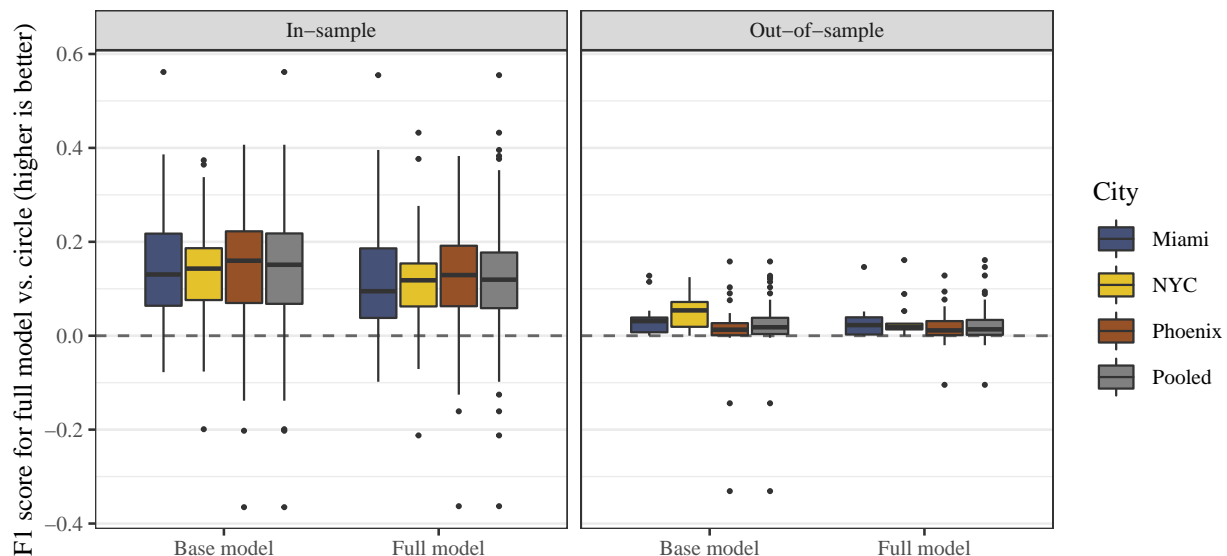 F1 score for full model vs. circle (higher is better)
In−sample
Out−of−sample
0.6
0.4
0.2
0.0
−0.2
−0.4
Base model
Full model
Base model
Full model
City
Miami
NYC
Phoenix
Pooled